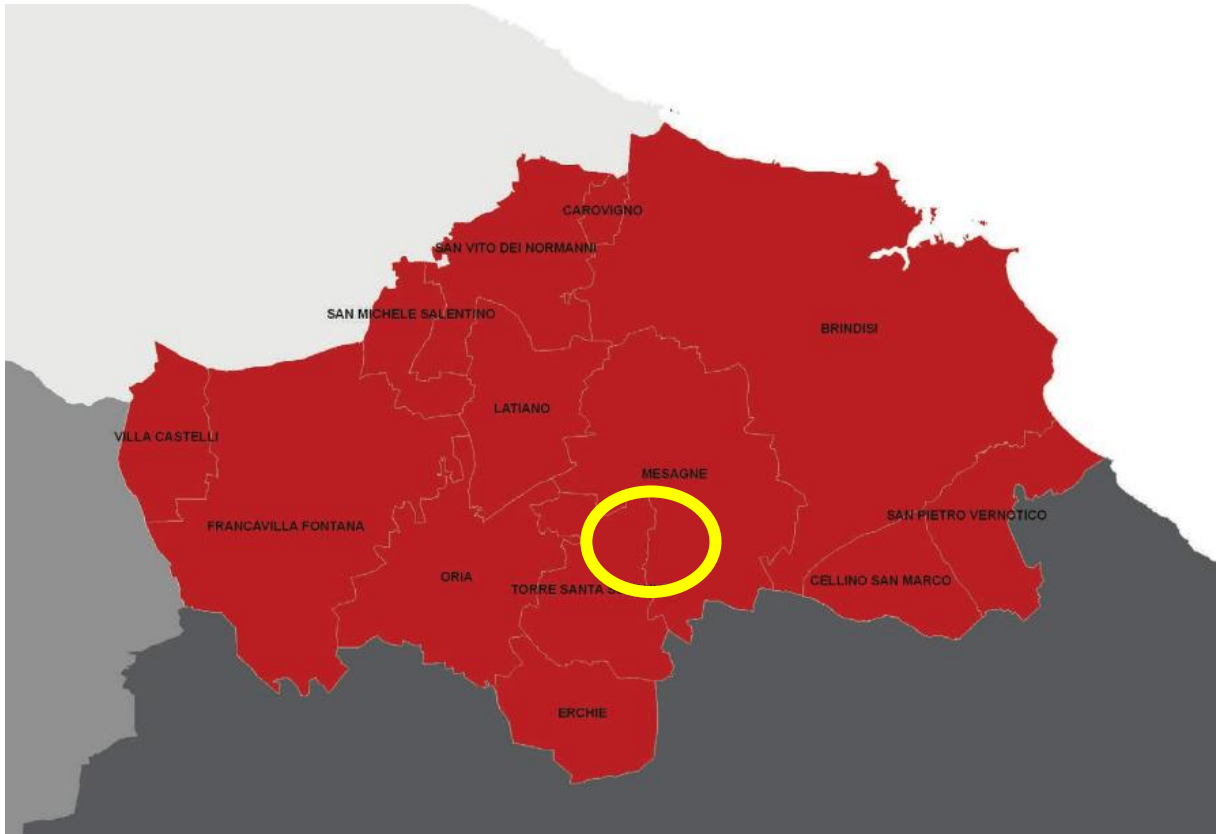 CAROVIGNO
SAN VITO DEI NORMANNI
SAN MICHELE SALENTINO
BRINDISI
LATIANO
VILLA CASTELLI
MESAGNE
SAN PIETRO VERNOTICO
FRANCAVILLA FONTANA
ORIA
CELLINO SAN MARCO
TORRE SANTA
ERCHIE